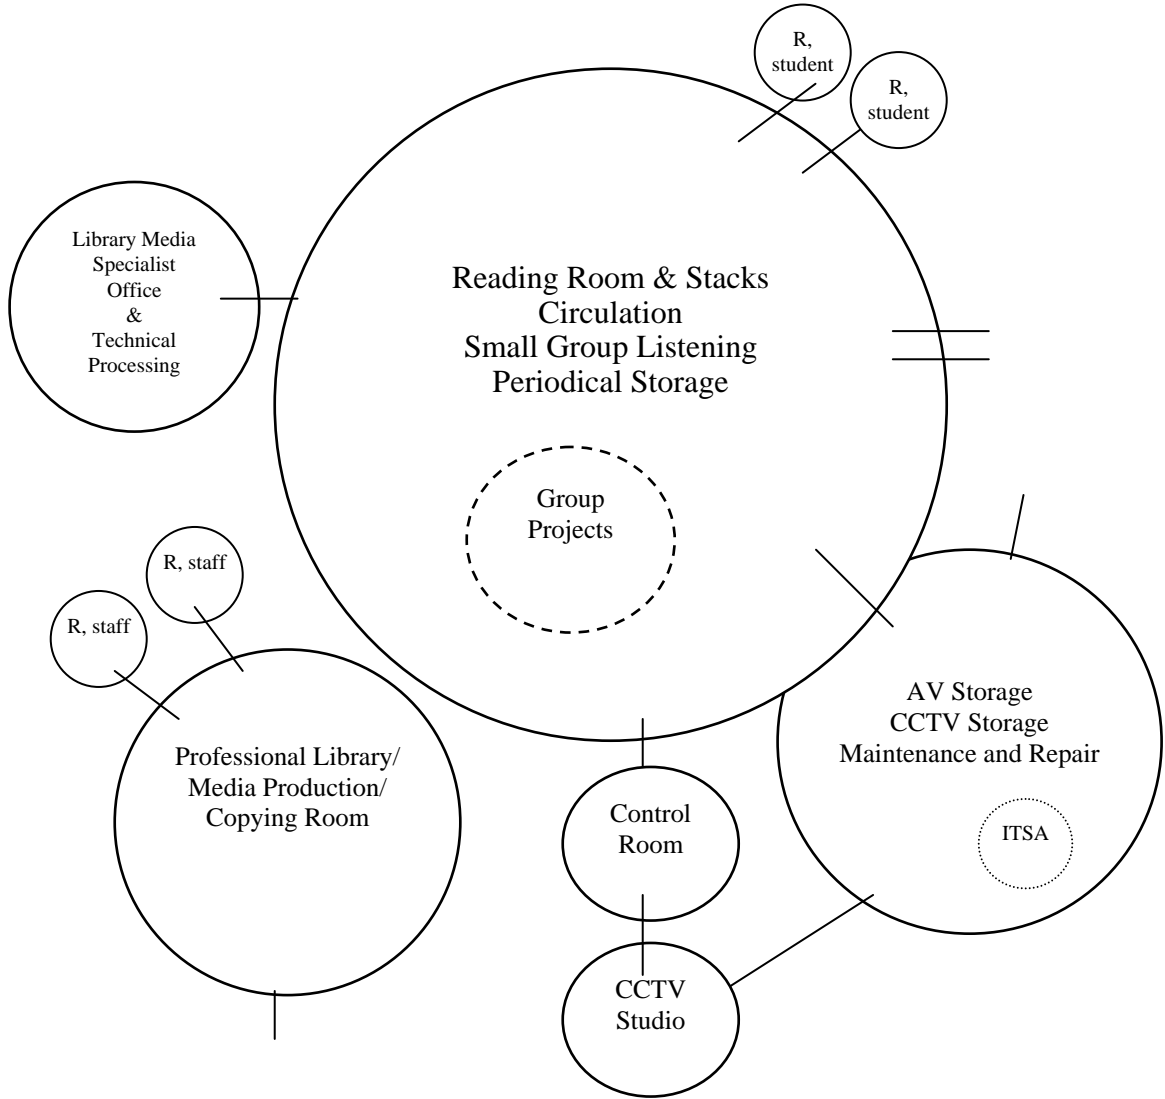 R,
student
R,
student
Library Media
Specialist
Office
&
Technical
Processing
Reading Room & Stacks
Circulation
Small Group Listening
Periodical Storage
Group
Projects
R, staff
R, staff
AV Storage
CCTV Storage
Maintenance and Repair
ITSA
Professional Library/
Media Production/
Copying Room
Control
Room
CCTV
Studio